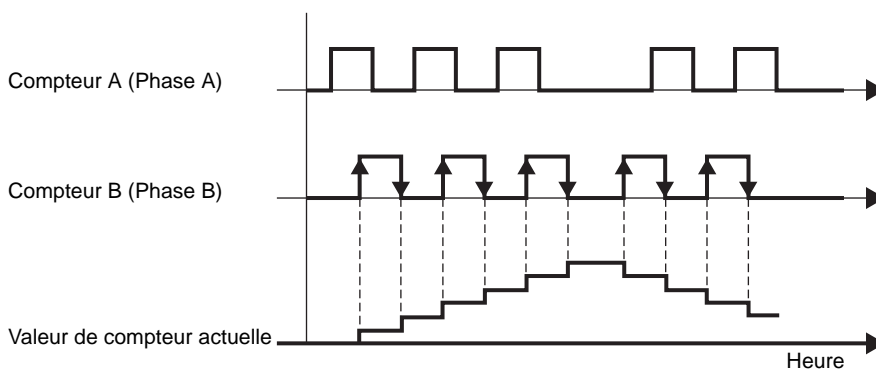 Compteur A (Phase A)
Compteur B (Phase B)
Valeur de compteur actuelle
Heure